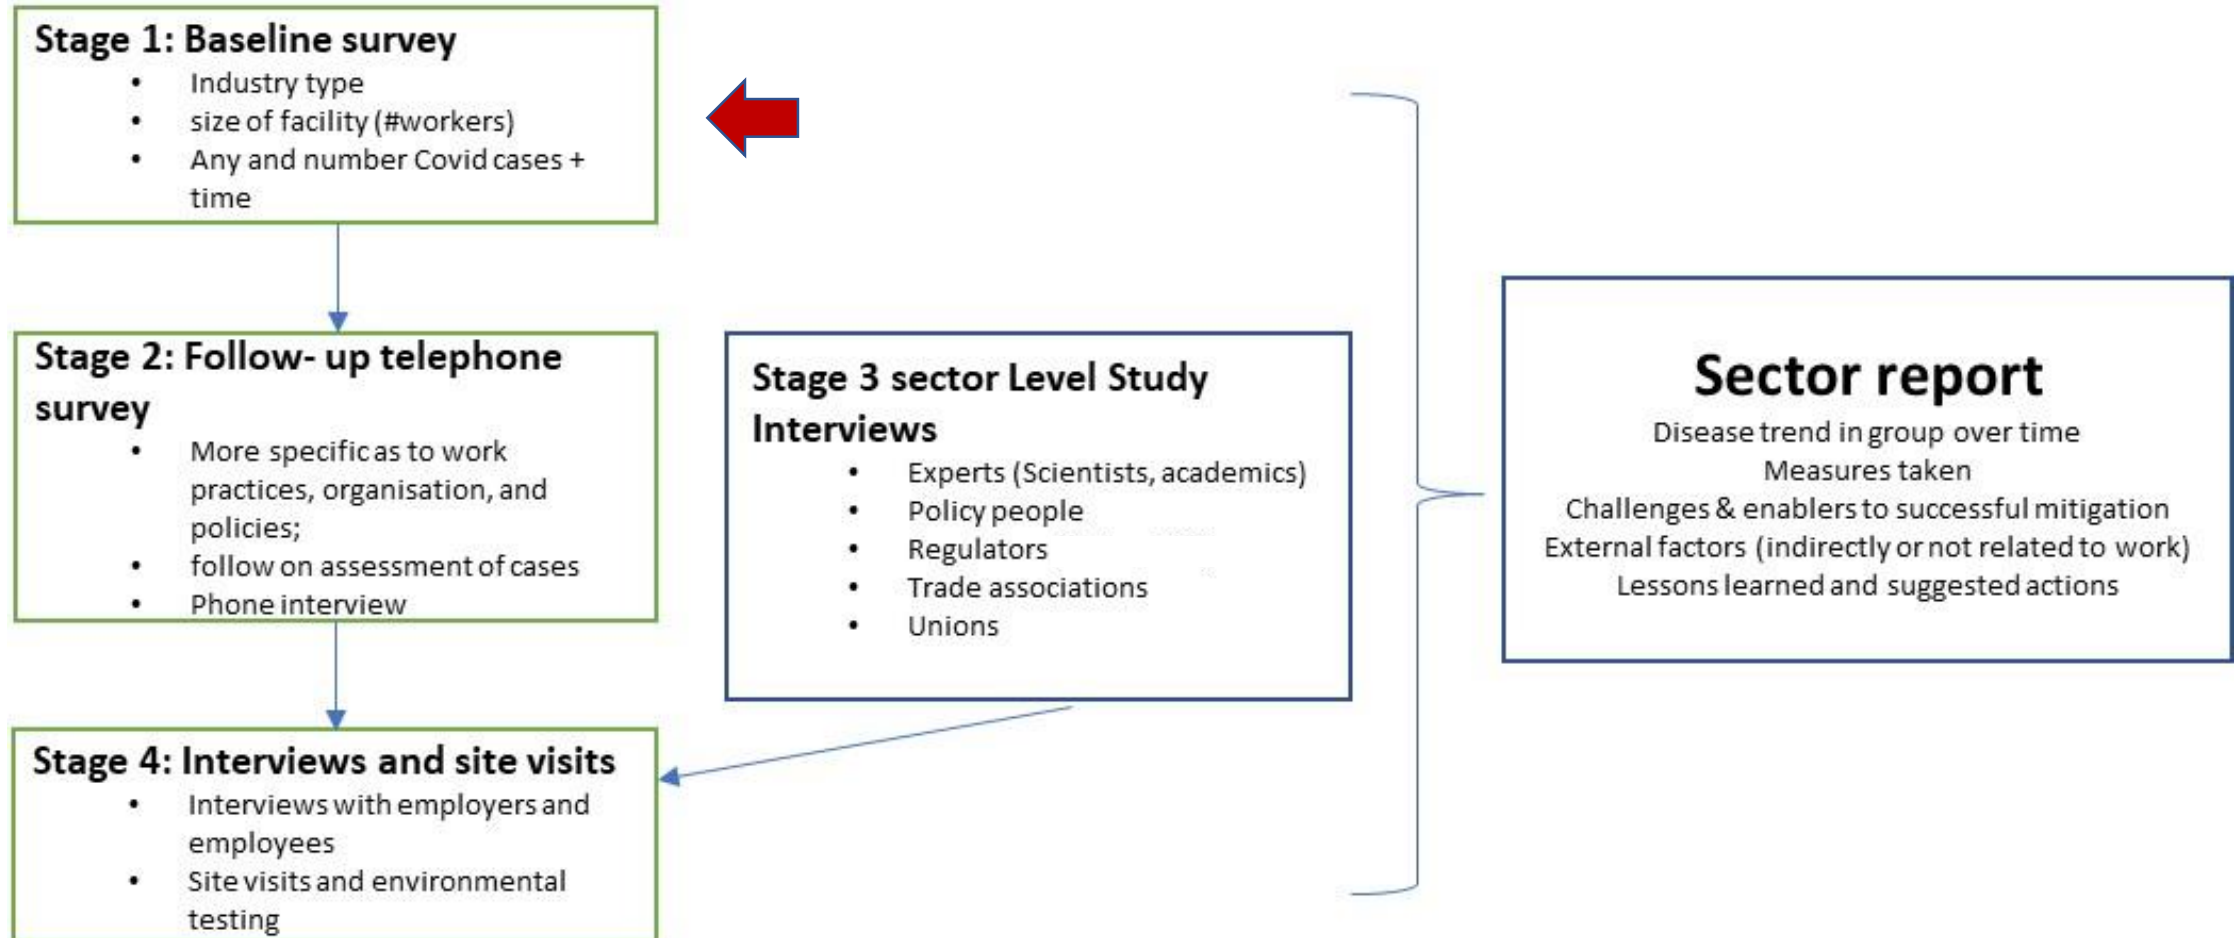 Stage 1: Baseline survey
• Industry type
• size of facility (#workers)
• Any and number Covid cases +
time
Stage 2: Follow- up telephone
survey
• More specific as to work
practices, organisation, and
policies;
• follow on assessment of cases
• Phone interview
Stage 3 sector Level Study
Interviews
• Experts (Scientists, academics)
• Policy people
• Regulators
• Trade associations
• Unions
Stage 4: Interviews and site visits
• Interviews with employers and
employees
• Site visits and environmental
testing
Sector report
Disease trend in group over time
Measures taken
Challenges & enablers to successful mitigation
External factors (indirectly or not related to work)
Lessons learned and suggested actions